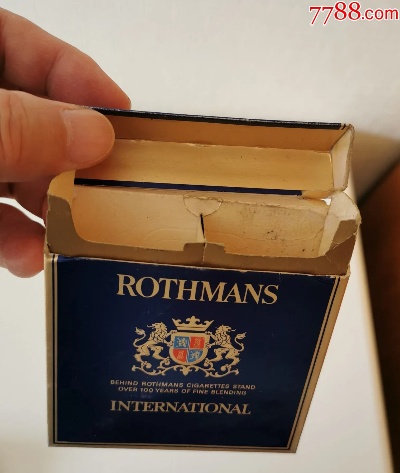 7788.com
ROTHMANS
BEHIND ROTHMANS CIGARETTES STAND
OVER 100 YEARS OF FINE BLENDING
INTERNATIONAL